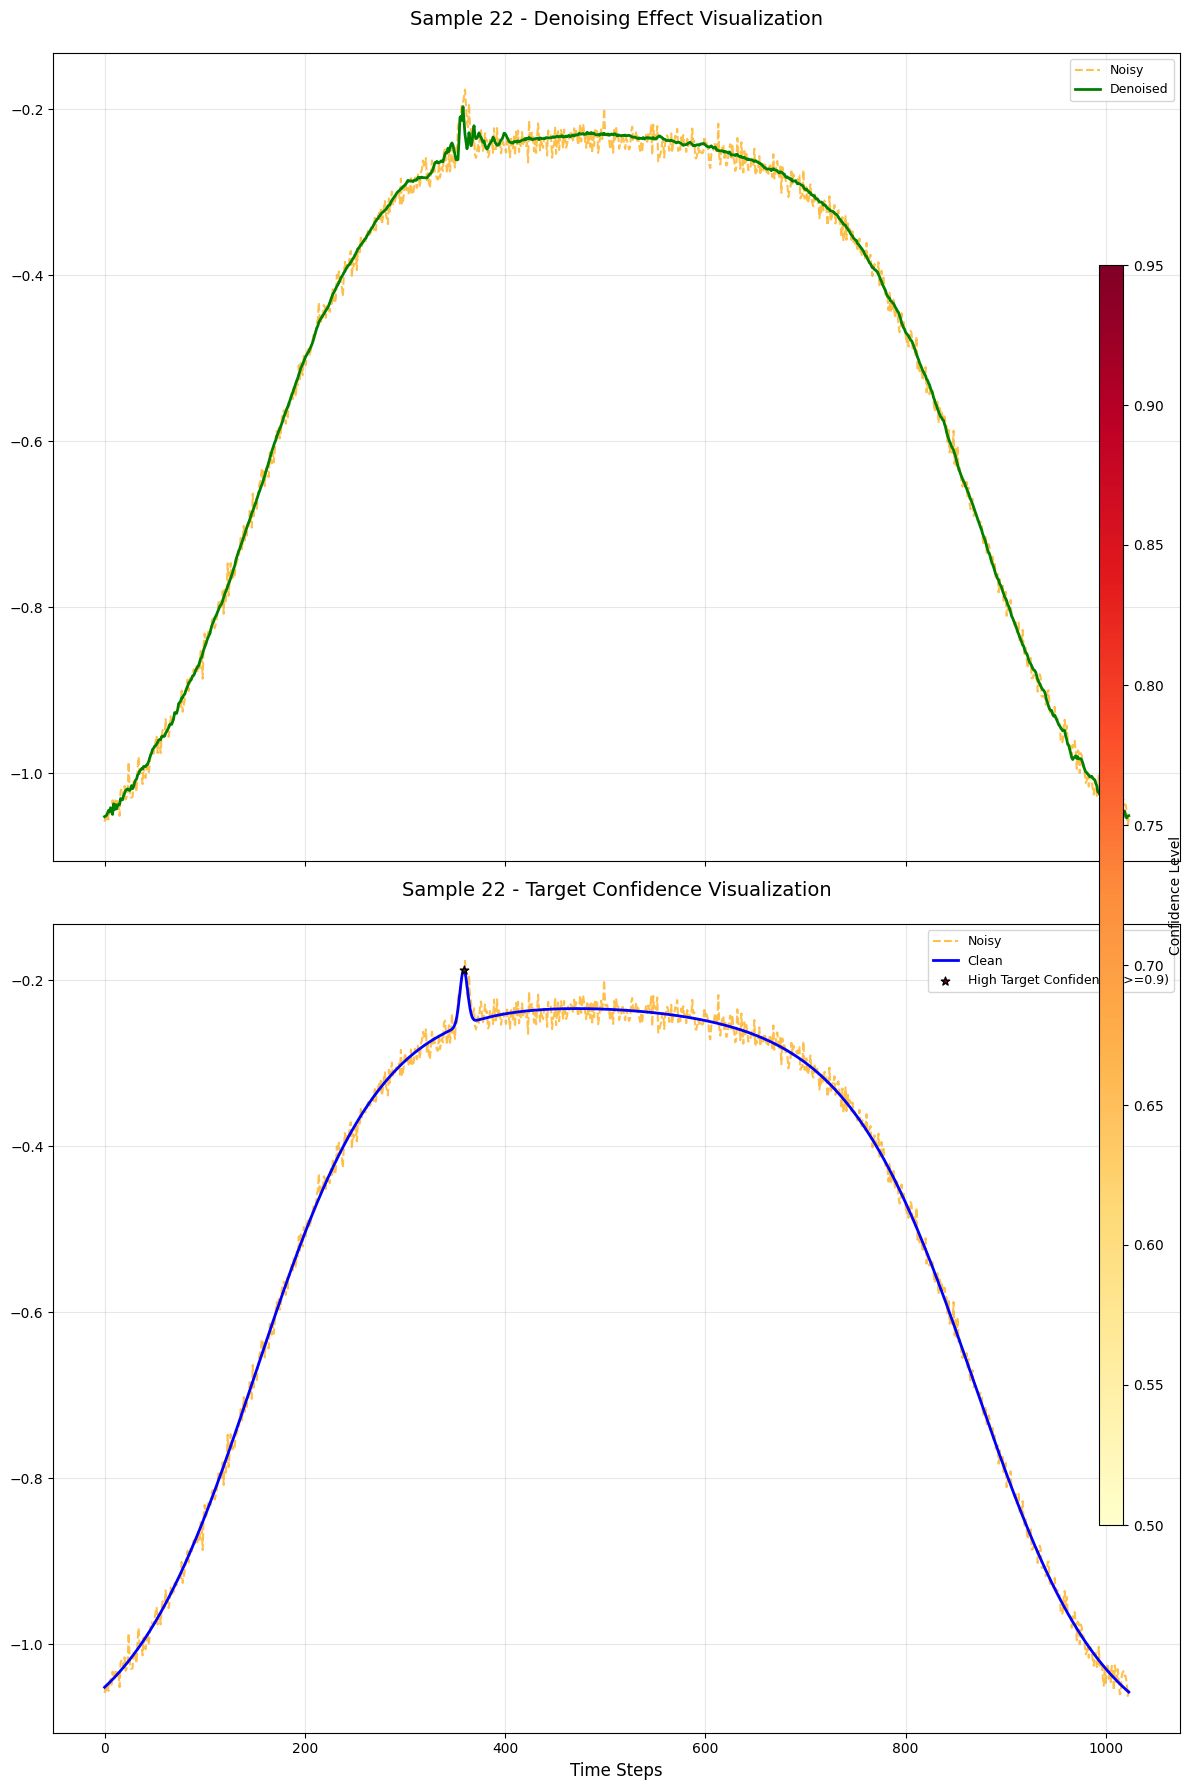 Sample 22 - Denoising Effect Visualization
Noisy
Denoised
−0.2
−0.4
−0.6
−0.8
−1.0
0.95
0.90
0.85
0.80
0.75
0.70
0.65
0.60
0.55
0.50
Confidence Level
Sample 22 - Target Confidence Visualization
Noisy
Clean
High Target Confiden >=0.9)
−0.2
−0.4
−0.6
−0.8
−1.0
0 200 400 600 800 1000
Time Steps